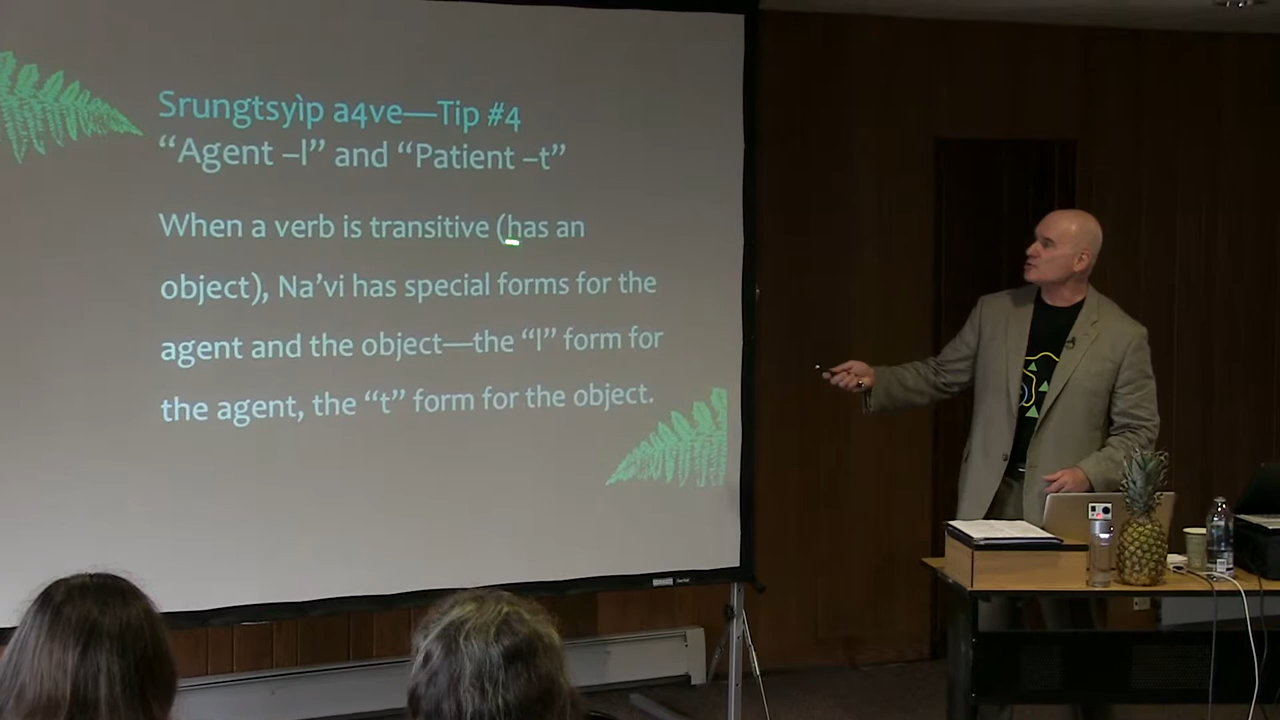 Srungtsyìp a4ve—Tip #4
“Agent –l” and “Patient –t”
When a verb is transitive (has an
object), Na’vi has special forms for the
agent and the object—the “l” form for
the agent, the “t” form for the object.